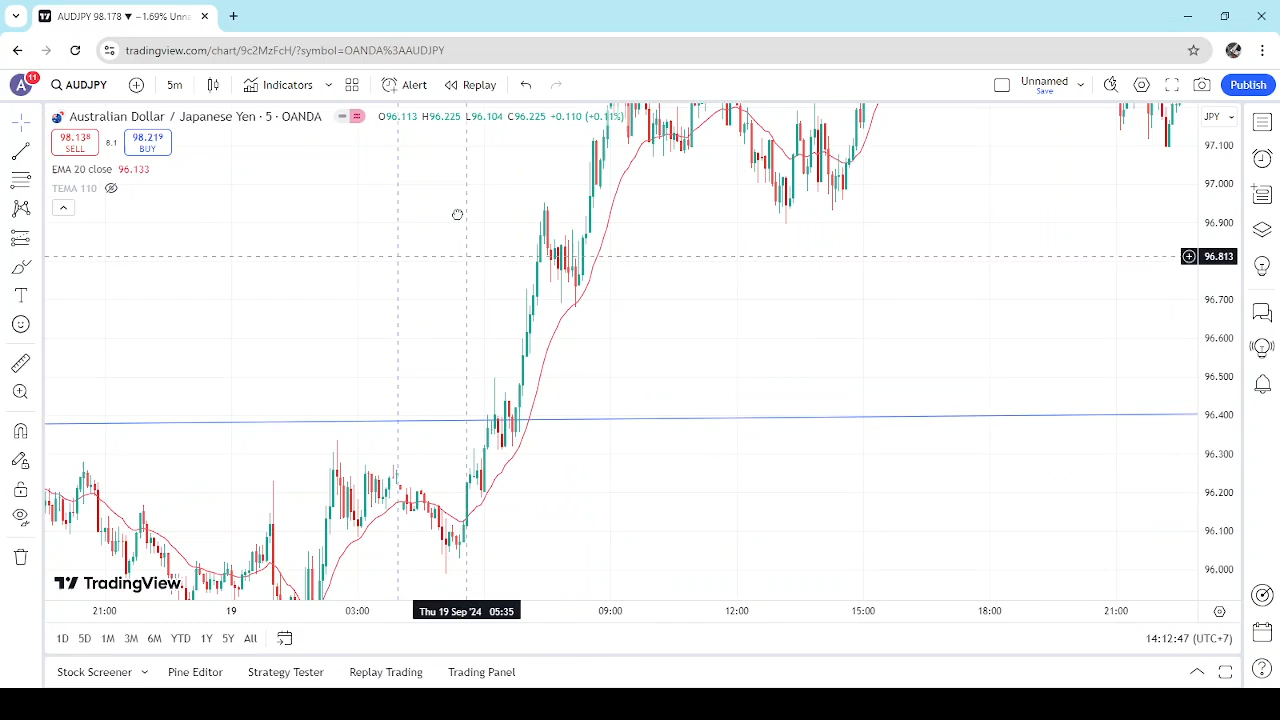 AUDJPY 98.178 ▼ −1.69% Unna
tradingview.com/chart/9c2MzFcH/?symbol=OANDA%3AAUDJPY
A 11 AUDJPY 5m Indicators Alert Replay Unnamed Save Publish
Australian Dollar / Japanese Yen · 5 · OANDA O96.113 H96.225 L96.104 C96.225 +0.110 (+0.11%) JPY
98.138 SELL 8.1 98.219 BUY
EMA 20 close 96.133
TEMA 110
97.100
97.000
96.900
96.813
96.700
96.600
96.500
96.400
96.300
96.200
96.100
96.000
TradingView
21:00 19 03:00 Thu 19 Sep '24 05:35 09:00 12:00 15:00 18:00 21:00
1D 5D 1M 3M 6M YTD 1Y 5Y All 14:12:47 (UTC+7)
Stock Screener Pine Editor Strategy Tester Replay Trading Trading Panel